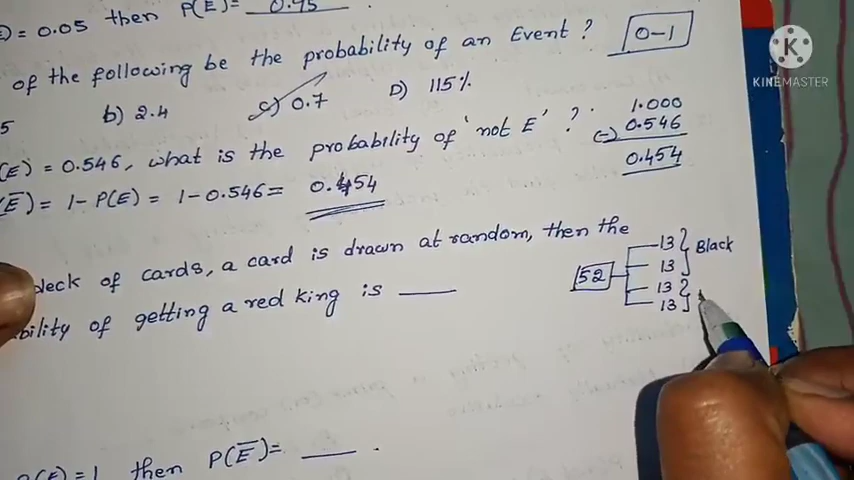 ) = 0.05 then P(E) = 0.95
of the following be the probability of an Event ? 0-1
5 b) 2.4 c) 0.7 D) 115%
(E) = 0.546, what is the probability of 'not E' ?
1.000
(-) 0.546
0.454
(E̅) = 1- P(E) = 1- 0.546 = 0.454
deck of cards, a card is drawn at random, then the
bility of getting a red king is ____
52
13
13
Black
13
13
P(E) = 1 then P(E̅) = ____ .
K
KINEMASTER